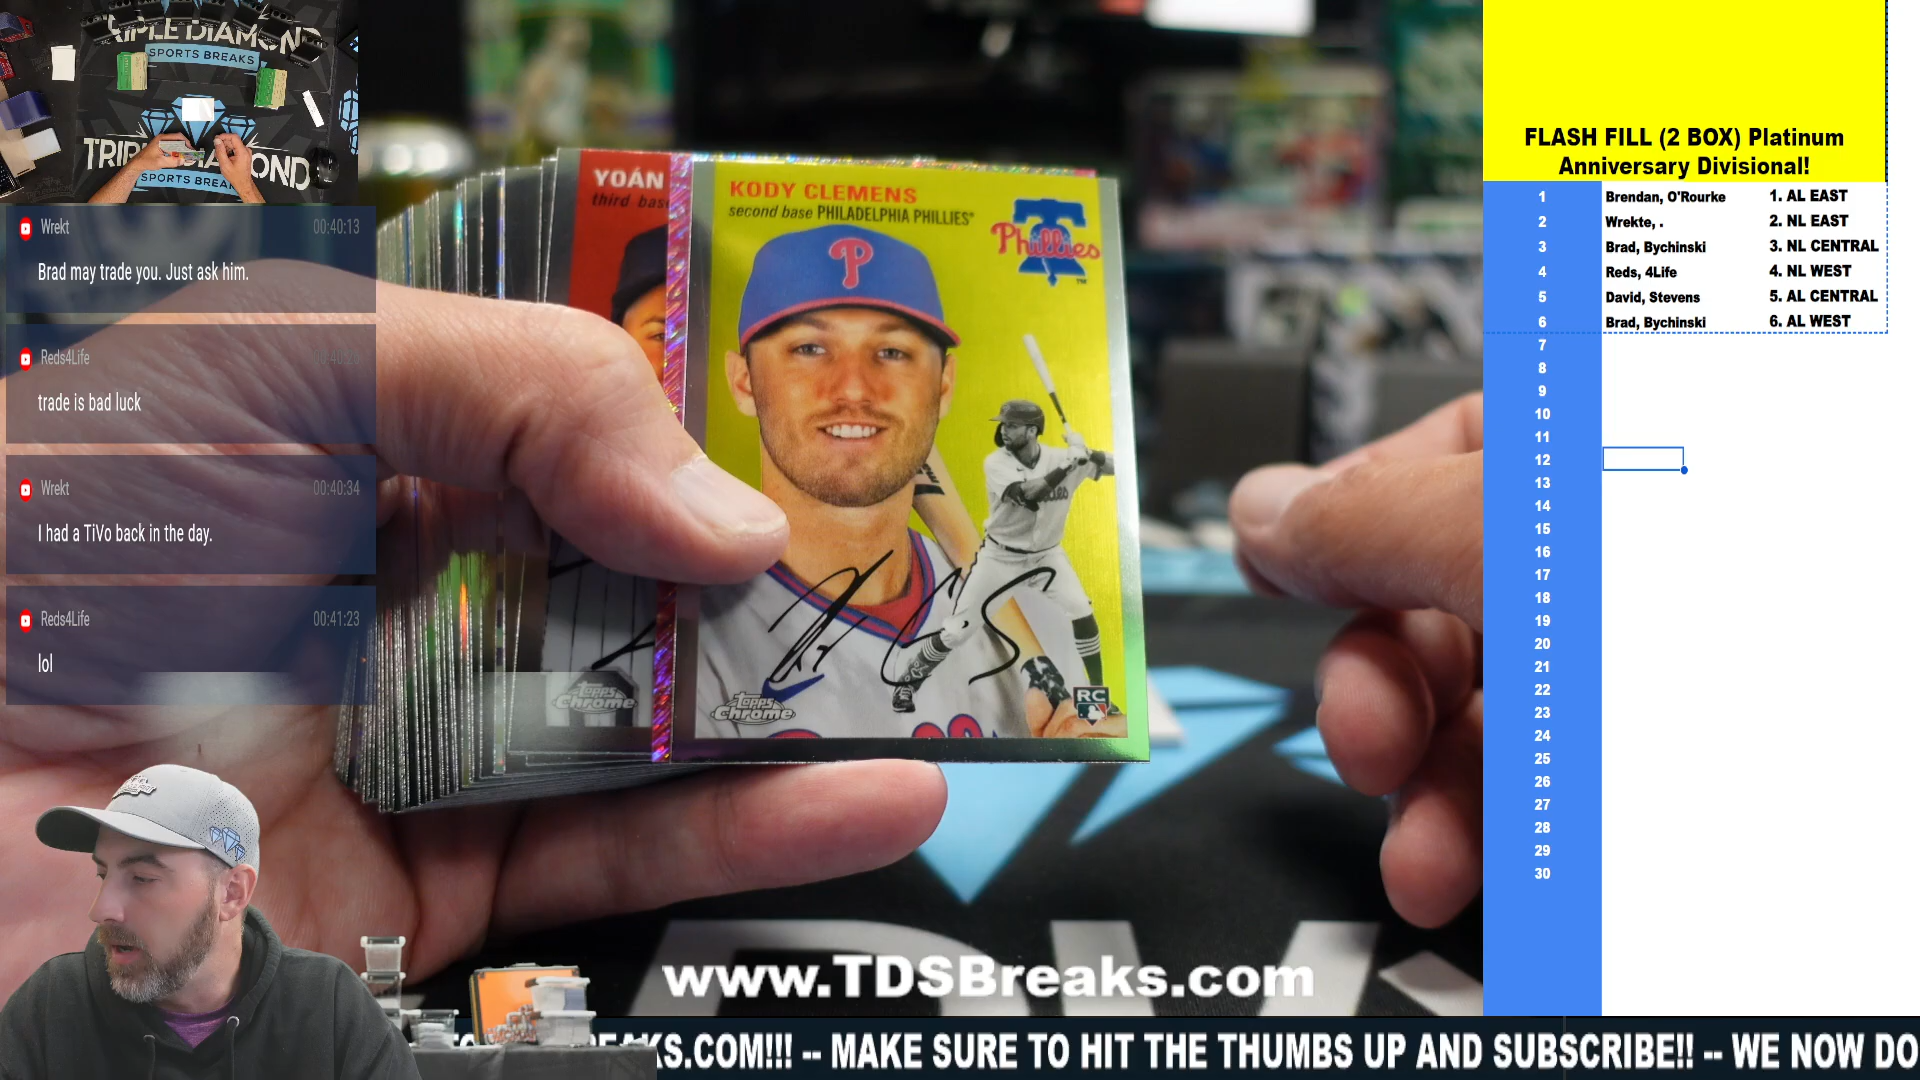 TRIPLE DIAMOND
SPORTS BREAKS
TRIPLE DIAMOND
SPORTS BREAKS
Wrekt 00:40:13
Brad may trade you. Just ask him.
Reds4Life
trade is bad luck
Wrekt 00:40:34
I had a TiVo back in the day.
Reds4Life 00:41:23
lol
YOÁN
third base
Topps
Chrome
KODY CLEMENS
second base PHILADELPHIA PHILLIES®
Phillies
TM
P
Topps
Chrome
RC
www.TDSBreaks.com
FLASH FILL (2 BOX) Platinum
Anniversary Divisional!
1 Brendan, O'Rourke 1. AL EAST
2 Wrekte, . 2. NL EAST
3 Brad, Bychinski 3. NL CENTRAL
4 Reds, 4Life 4. NL WEST
5 David, Stevens 5. AL CENTRAL
6 Brad, Bychinski 6. AL WEST
7
8
9
10
11
12
13
14
15
16
17
18
19
20
21
22
23
24
25
26
27
28
29
30
KS.COM!!! -- MAKE SURE TO HIT THE THUMBS UP AND SUBSCRIBE!! -- WE NOW DO